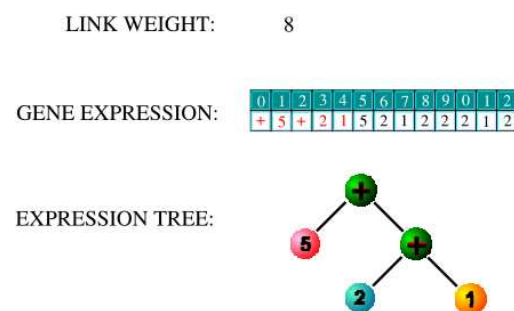 LINK WEIGHT: 8
0 1 2 3 4 5 6 7 8 9 0 1 2
GENE EXPRESSION: + 5 + 2 1 5 2 1 2 2 2 1 2
EXPRESSION TREE:
+
5 +
2 1